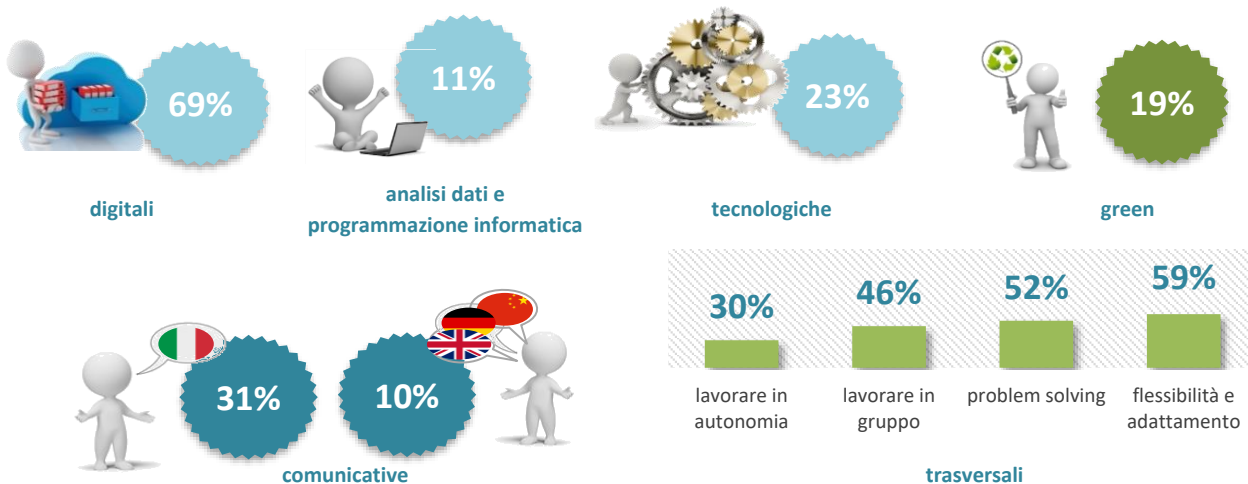 69%
11%
23%
19%
digitali
analisi dati e
programmazione informatica
tecnologiche
green
31%
10%
comunicative
30%
46%
52%
59%
lavorare in
autonomia
lavorare in
gruppo
problem solving
flessibilità e
adattamento
trasversali